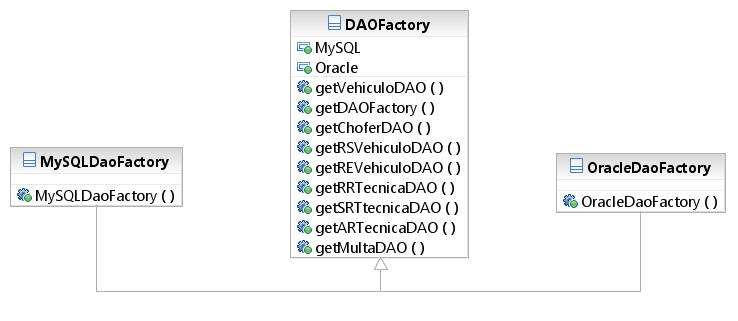 DAOFactory
MySQL
Oracle
getVehiculoDAO ( )
getDAOFactory ( )
getChoferDAO ( )
getRSVehiculoDAO ( )
getREVehiculoDAO ( )
getRRTecnicaDAO ( )
getSRTtecnicaDAO ( )
getARTecnicaDAO ( )
getMultaDAO ( )
MySQLDaoFactory
MySQLDaoFactory ( )
OracleDaoFactory
OracleDaoFactory ( )